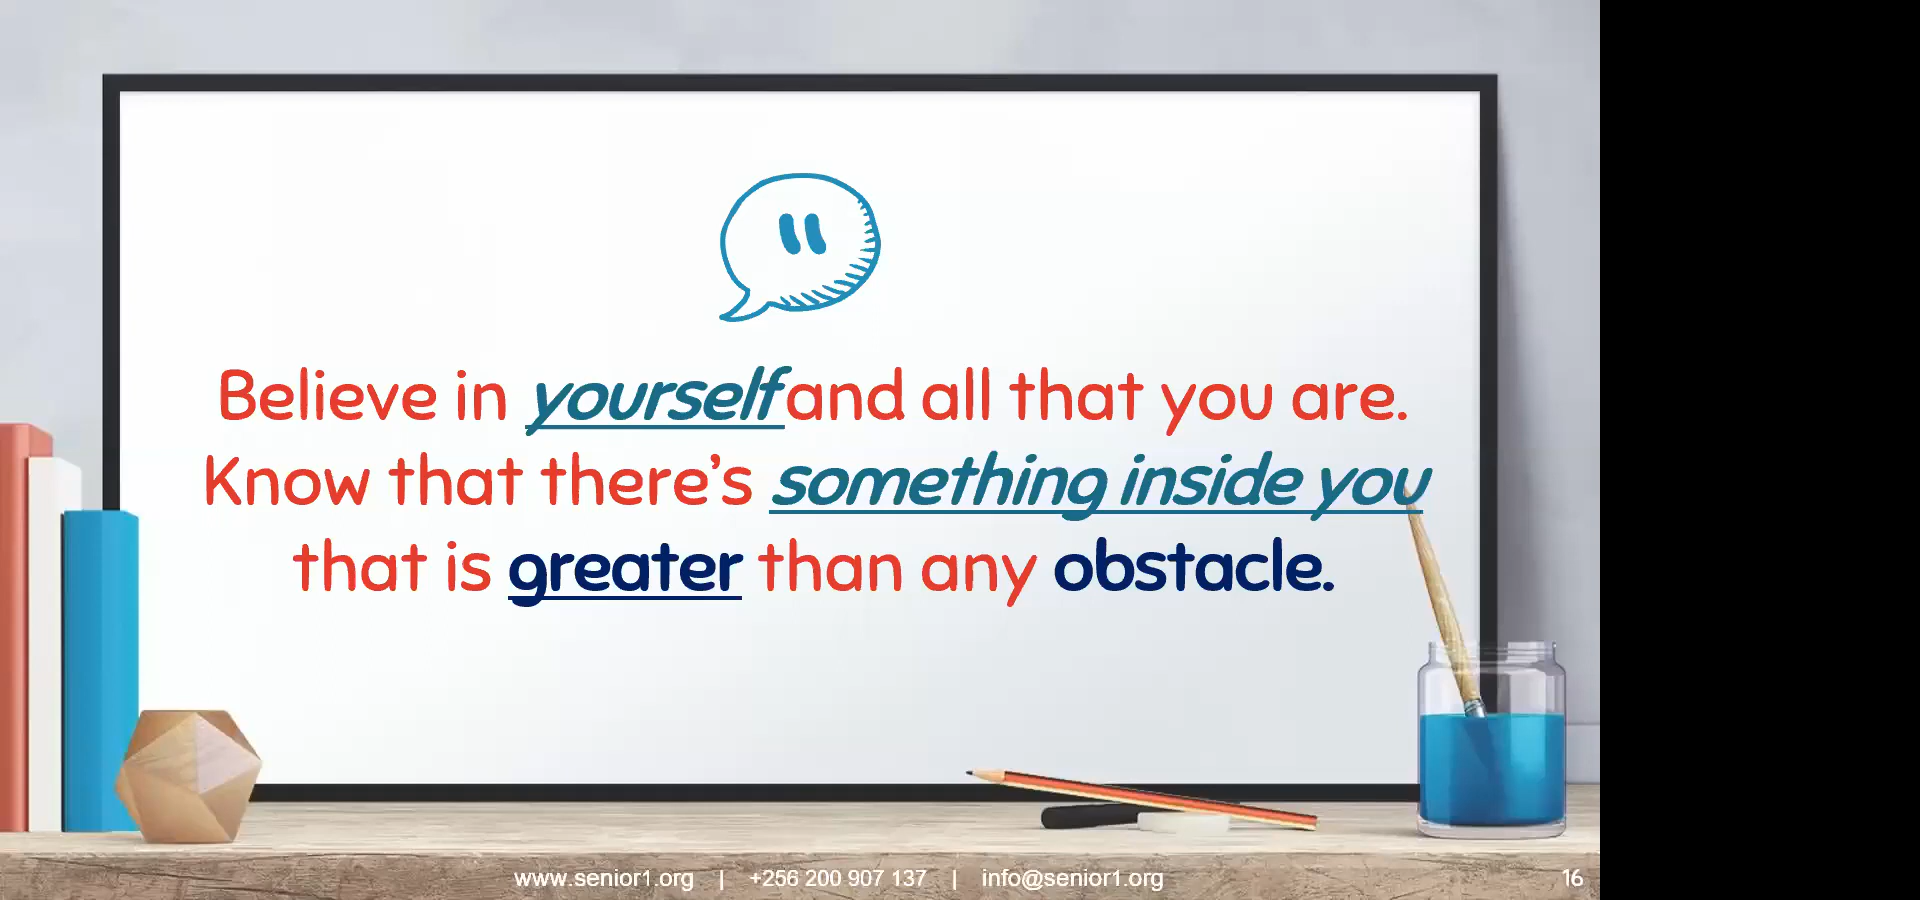 Believe in yourself and all that you are.
Know that there’s something inside you
that is greater than any obstacle.
www.senior1.org | +256 200 907 137 | info@senior1.org
16